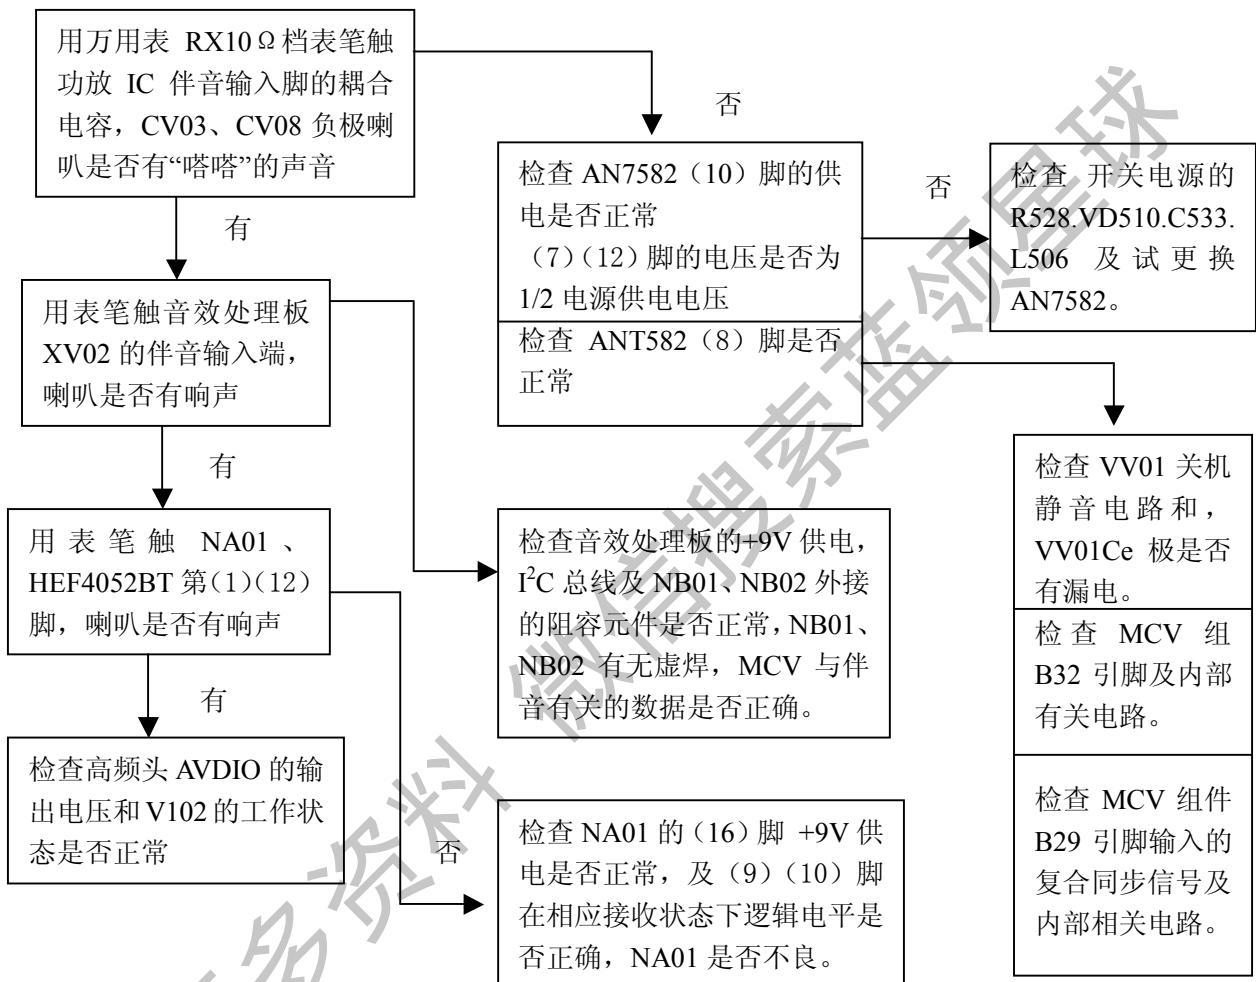 用万用表 RX10Ω档表笔触
功放 IC 伴音输入脚的耦合
电容，CV03、CV08 负极喇
叭是否有“嗒嗒”的声音
否
有
检查 AN7582（10）脚的供
电是否正常
（7）（12）脚的电压是否为
1/2 电源供电电压
检查 ANT582（8）脚是否
正常
否
检查 开关电源的
R528.VD510.C533.
L506 及试更换
AN7582。
用表笔触音效处理板
XV02 的伴音输入端，
喇叭是否有响声
有
检查 VV01 关机
静音电路和，
VV01Ce 极是否
有漏电。
检查 MCV 组
B32 引脚及内部
有关电路。
检查 MCV 组件
B29 引脚输入的
复合同步信号及
内部相关电路。
用表笔触 NA01、
HEF4052BT 第（1）（12）
脚，喇叭是否有响声
检查音效处理板的+9V 供电，
I²C 总线及 NB01、NB02 外接
的阻容元件是否正常，NB01、
NB02 有无虚焊，MCV 与伴
音有关的数据是否正确。
有
检查高频头 AVDIO 的输
出电压和 V102 的工作状
态是否正常
否
检查 NA01 的（16）脚 +9V 供
电是否正常，及（9）（10）脚
在相应接收状态下逻辑电平是
否正确，NA01 是否不良。
多资料 微信搜索蓝领星球